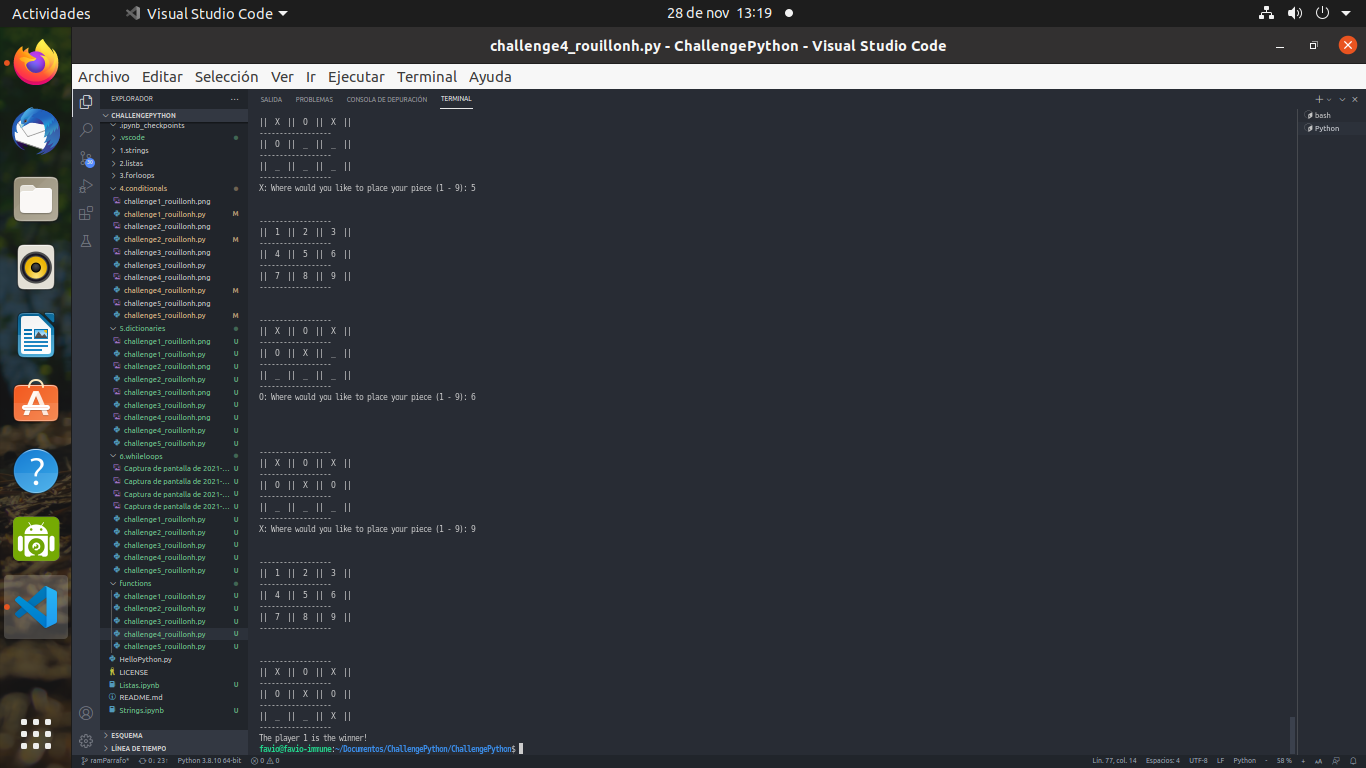 Actividades
Visual Studio Code
28 de nov 13:19
challenge4_rouillonh.py - ChallengePython - Visual Studio Code
Archivo Editar Selección Ver Ir Ejecutar Terminal Ayuda
EXPLORADOR ...
CHALLENGEPYTHON
.ipynb_checkpoints
.vscode
1.strings
2.listas
3.forloops
4.conditionals
challenge1_rouillonh.png
challenge1_rouillonh.py M
challenge2_rouillonh.png
challenge2_rouillonh.py M
challenge3_rouillonh.png
challenge3_rouillonh.py
challenge4_rouillonh.png
challenge4_rouillonh.py M
challenge5_rouillonh.png
challenge5_rouillonh.py M
5.dictionaries
challenge1_rouillonh.png U
challenge1_rouillonh.py U
challenge2_rouillonh.png U
challenge2_rouillonh.py U
challenge3_rouillonh.png U
challenge3_rouillonh.py U
challenge4_rouillonh.png U
challenge4_rouillonh.py U
challenge5_rouillonh.py U
6.whileloops
Captura de pantalla de 2021-... U
Captura de pantalla de 2021-... U
Captura de pantalla de 2021-... U
Captura de pantalla de 2021-... U
challenge1_rouillonh.py U
challenge2_rouillonh.py U
challenge3_rouillonh.py U
challenge4_rouillonh.py U
challenge5_rouillonh.py U
functions
challenge1_rouillonh.py U
challenge2_rouillonh.py U
challenge3_rouillonh.py U
challenge4_rouillonh.py U
challenge5_rouillonh.py U
HelloPython.py
LICENSE
Listas.ipynb U
README.md
Strings.ipynb U
ESQUEMA
LÍNEA DE TIEMPO
SALIDA PROBLEMAS CONSOLA DE DEPURACIÓN TERMINAL
|| X || O || X ||
------------------
|| O || _ || _ ||
------------------
|| _ || _ || _ ||
------------------
X: Where would you like to place your piece (1 - 9): 5
------------------
|| 1 || 2 || 3 ||
------------------
|| 4 || 5 || 6 ||
------------------
|| 7 || 8 || 9 ||
------------------
------------------
|| X || O || X ||
------------------
|| O || X || _ ||
------------------
|| _ || _ || _ ||
------------------
O: Where would you like to place your piece (1 - 9): 6
------------------
|| X || O || X ||
------------------
|| O || X || O ||
------------------
|| _ || _ || _ ||
------------------
X: Where would you like to place your piece (1 - 9): 9
------------------
|| 1 || 2 || 3 ||
------------------
|| 4 || 5 || 6 ||
------------------
|| 7 || 8 || 9 ||
------------------
------------------
|| X || O || X ||
------------------
|| O || X || O ||
------------------
|| _ || _ || X ||
------------------
The player 1 is the winner!
favio@favio-immune:~/Documentos/ChallengePython/ChallengePython$
bash
Python
ramParrafo* 0↓ 23↑ Python 3.8.10 64-bit 0 0
Lín. 77, col. 14 Espacios: 4 UTF-8 LF Python - 58 % +